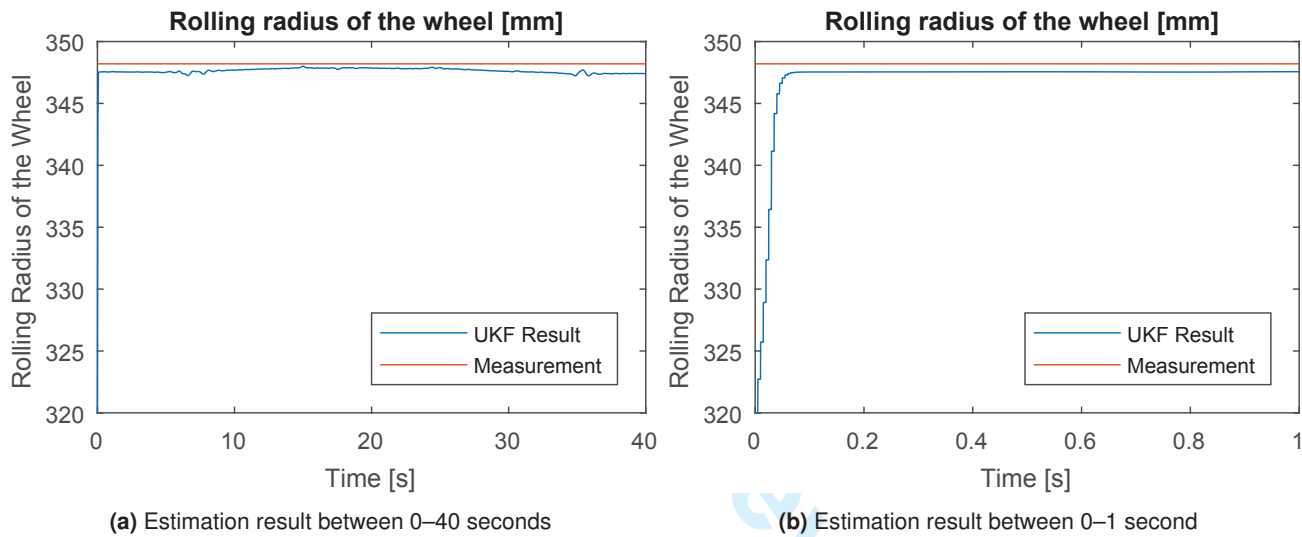 Rolling radius of the wheel [mm]
350
345
340
335
330
325
320
Rolling Radius of the Wheel
UKF Result
Measurement
0
10
20
30
40
Time [s]
(a) Estimation result between 0–40 seconds
Rolling radius of the wheel [mm]
350
345
340
335
330
325
320
Rolling Radius of the Wheel
UKF Result
Measurement
0
0.2
0.4
0.6
0.8
1
Time [s]
(b) Estimation result between 0–1 second